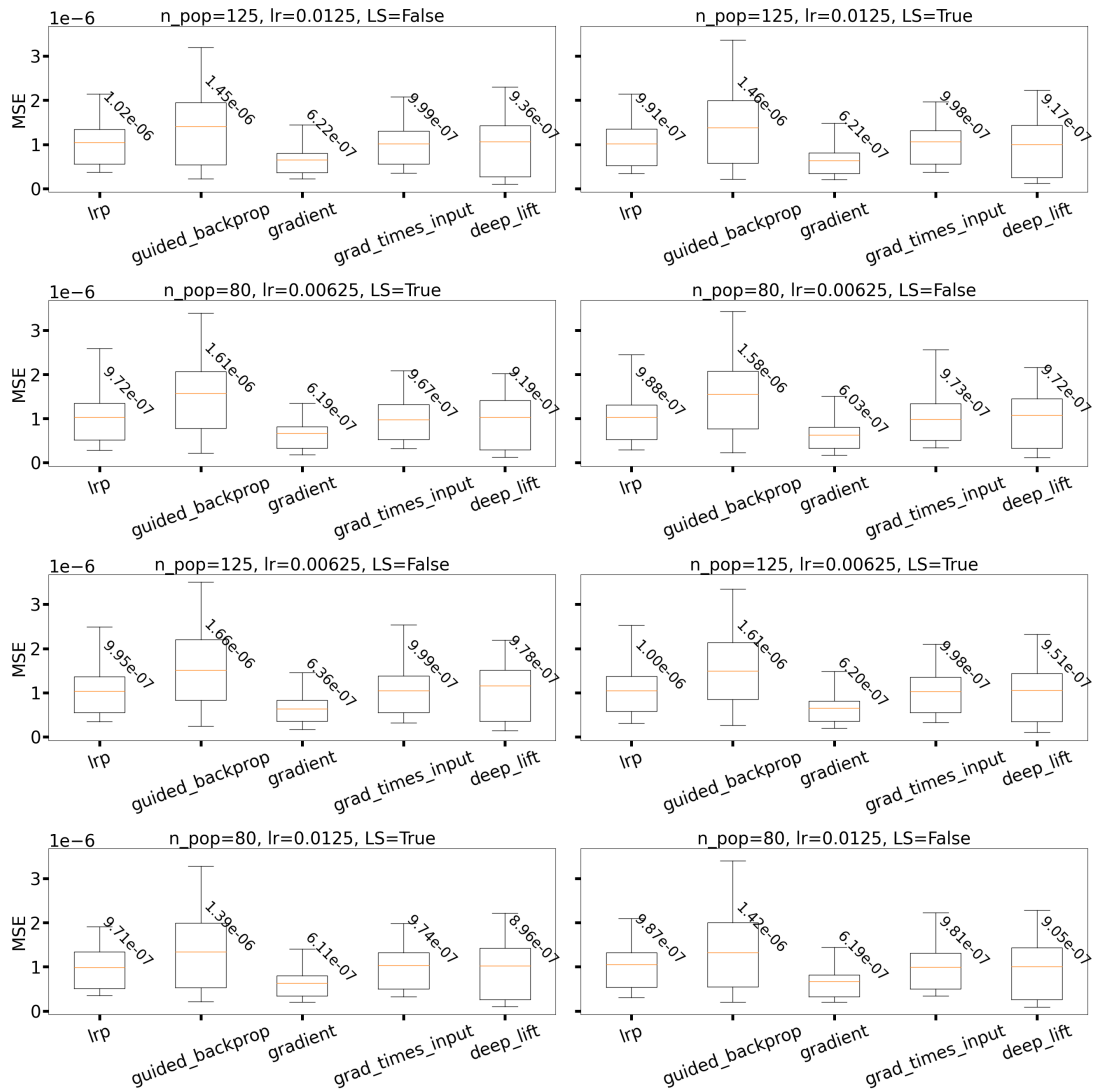 1e−6
n_pop=125, lr=0.0125, LS=False
n_pop=125, lr=0.0125, LS=True
MSE
3
2
1
0
1.02e-06
1.45e-06
6.22e-07
9.99e-07
9.36e-07
9.91e-07
1.46e-06
6.21e-07
9.98e-07
9.17e-07
lrp
guided_backprop
gradient
grad_times_input
deep_lift
lrp
guided_backprop
gradient
grad_times_input
deep_lift
1e−6
n_pop=80, lr=0.00625, LS=True
n_pop=80, lr=0.00625, LS=False
MSE
3
2
1
0
9.72e-07
1.61e-06
6.19e-07
9.67e-07
9.19e-07
9.88e-07
1.58e-06
6.03e-07
9.73e-07
9.72e-07
lrp
guided_backprop
gradient
grad_times_input
deep_lift
lrp
guided_backprop
gradient
grad_times_input
deep_lift
1e−6
n_pop=125, lr=0.00625, LS=False
n_pop=125, lr=0.00625, LS=True
MSE
3
2
1
0
9.95e-07
1.66e-06
6.36e-07
9.99e-07
9.78e-07
1.00e-06
1.61e-06
6.20e-07
9.98e-07
9.51e-07
lrp
guided_backprop
gradient
grad_times_input
deep_lift
lrp
guided_backprop
gradient
grad_times_input
deep_lift
1e−6
n_pop=80, lr=0.0125, LS=True
n_pop=80, lr=0.0125, LS=False
MSE
3
2
1
0
9.71e-07
1.39e-06
6.11e-07
9.74e-07
8.96e-07
9.87e-07
1.42e-06
6.19e-07
9.81e-07
9.05e-07
lrp
guided_backprop
gradient
grad_times_input
deep_lift
lrp
guided_backprop
gradient
grad_times_input
deep_lift